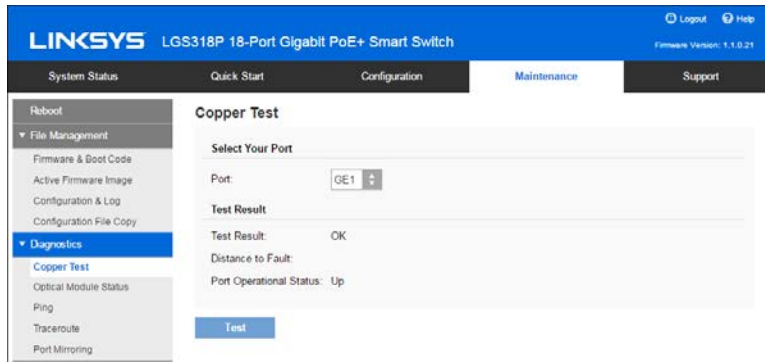 Logout Help
LINKSYS LGS318P 18-Port Gigabit PoE+ Smart Switch
Firmware Version: 1.1.0.21
System Status Quick Start Configuration Maintenance Support
Reboot
File Management
Firmware & Boot Code
Active Firmware Image
Configuration & Log
Configuration File Copy
Diagnostics
Copper Test
Optical Module Status
Ping
Traceroute
Port Mirroring
Copper Test
Select Your Port
Port: GE1
Test Result
Test Result: OK
Distance to Fault:
Port Operational Status: Up
Test